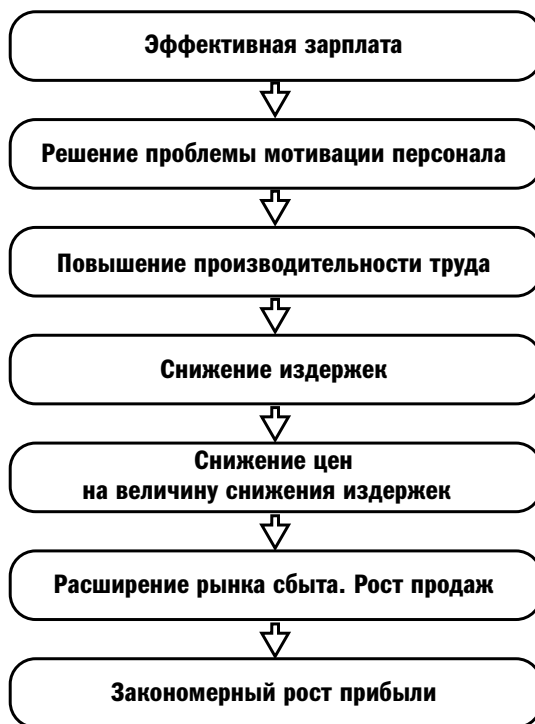 Эффективная зарплата
Решение проблемы мотивации персонала
Повышение производительности труда
Снижение издержек
Снижение цен
на величину снижения издержек
Расширение рынка сбыта. Рост продаж
Закономерный рост прибыли